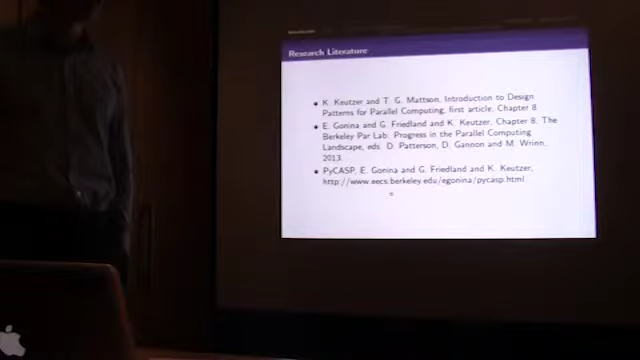 Research Literature
K. Keutzer and T. G. Mattson, Introduction to Design
Patterns for Parallel Computing, first article, Chapter 8
E. Gonina and G. Friedland and K. Keutzer, Chapter 8, The
Berkeley Par Lab: Progress in the Parallel Computing
Landscape, eds. D. Patterson, D. Gannon and M. Wrinn,
2013.
PyCASP, E. Gonina and G. Friedland and K. Keutzer,
http://www.eecs.berkeley.edu/egonina/pycasp.html